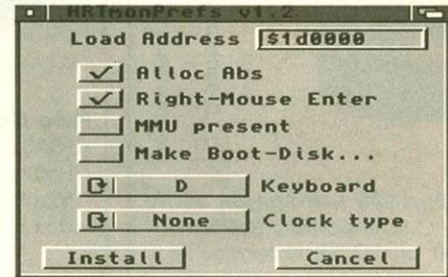 HRTmonPrefs v1.2
Load Address $1d0000
Alloc Abs
Right-Mouse Enter
MMU present
Make Boot-Disk...
D Keyboard
None Clock type
Install Cancel